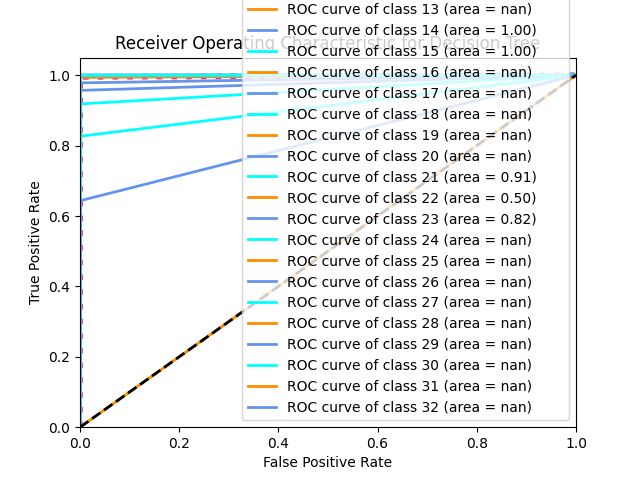 ROC curve of class 13 (area = nan)
ROC curve of class 14 (area = 1.00)
Receiver Operating Characteristic for Decision Tree
ROC curve of class 15 (area = 1.00)
ROC curve of class 16 (area = nan)
ROC curve of class 17 (area = nan)
ROC curve of class 18 (area = nan)
ROC curve of class 19 (area = nan)
ROC curve of class 20 (area = nan)
ROC curve of class 21 (area = 0.91)
ROC curve of class 22 (area = 0.50)
ROC curve of class 23 (area = 0.82)
ROC curve of class 24 (area = nan)
ROC curve of class 25 (area = nan)
ROC curve of class 26 (area = nan)
ROC curve of class 27 (area = nan)
ROC curve of class 28 (area = nan)
ROC curve of class 29 (area = nan)
ROC curve of class 30 (area = nan)
ROC curve of class 31 (area = nan)
ROC curve of class 32 (area = nan)
True Positive Rate
1.0
0.8
0.6
0.4
0.2
0.0
0.0 0.2 0.4 0.6 0.8 1.0
False Positive Rate